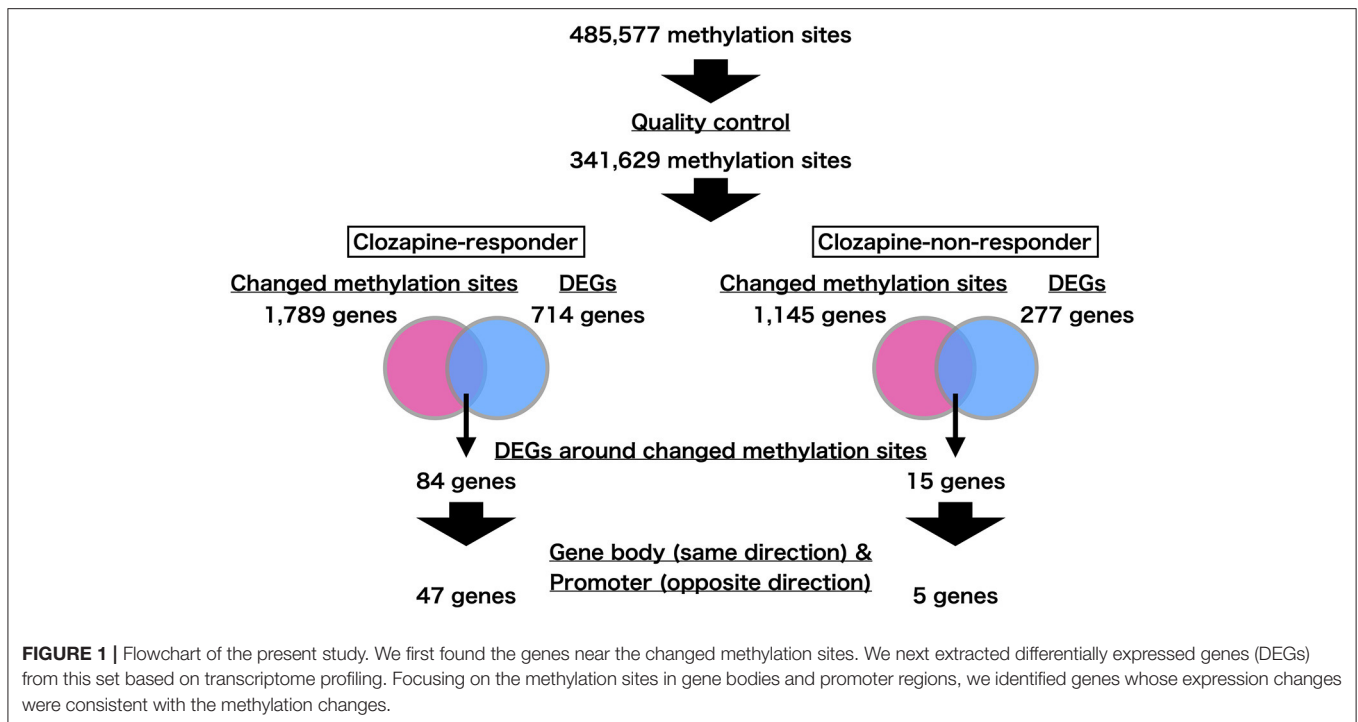 485,577 methylation sites
Quality control
341,629 methylation sites
Clozapine-responder
Changed methylation sites DEGs
1,789 genes 714 genes
Clozapine-non-responder
Changed methylation sites DEGs
1,145 genes 277 genes
DEGs around changed methylation sites
84 genes 15 genes
Gene body (same direction) &
Promoter (opposite direction)
47 genes 5 genes
FIGURE 1 | Flowchart of the present study. We first found the genes near the changed methylation sites. We next extracted differentially expressed genes (DEGs)
from this set based on transcriptome profiling. Focusing on the methylation sites in gene bodies and promoter regions, we identified genes whose expression changes
were consistent with the methylation changes.